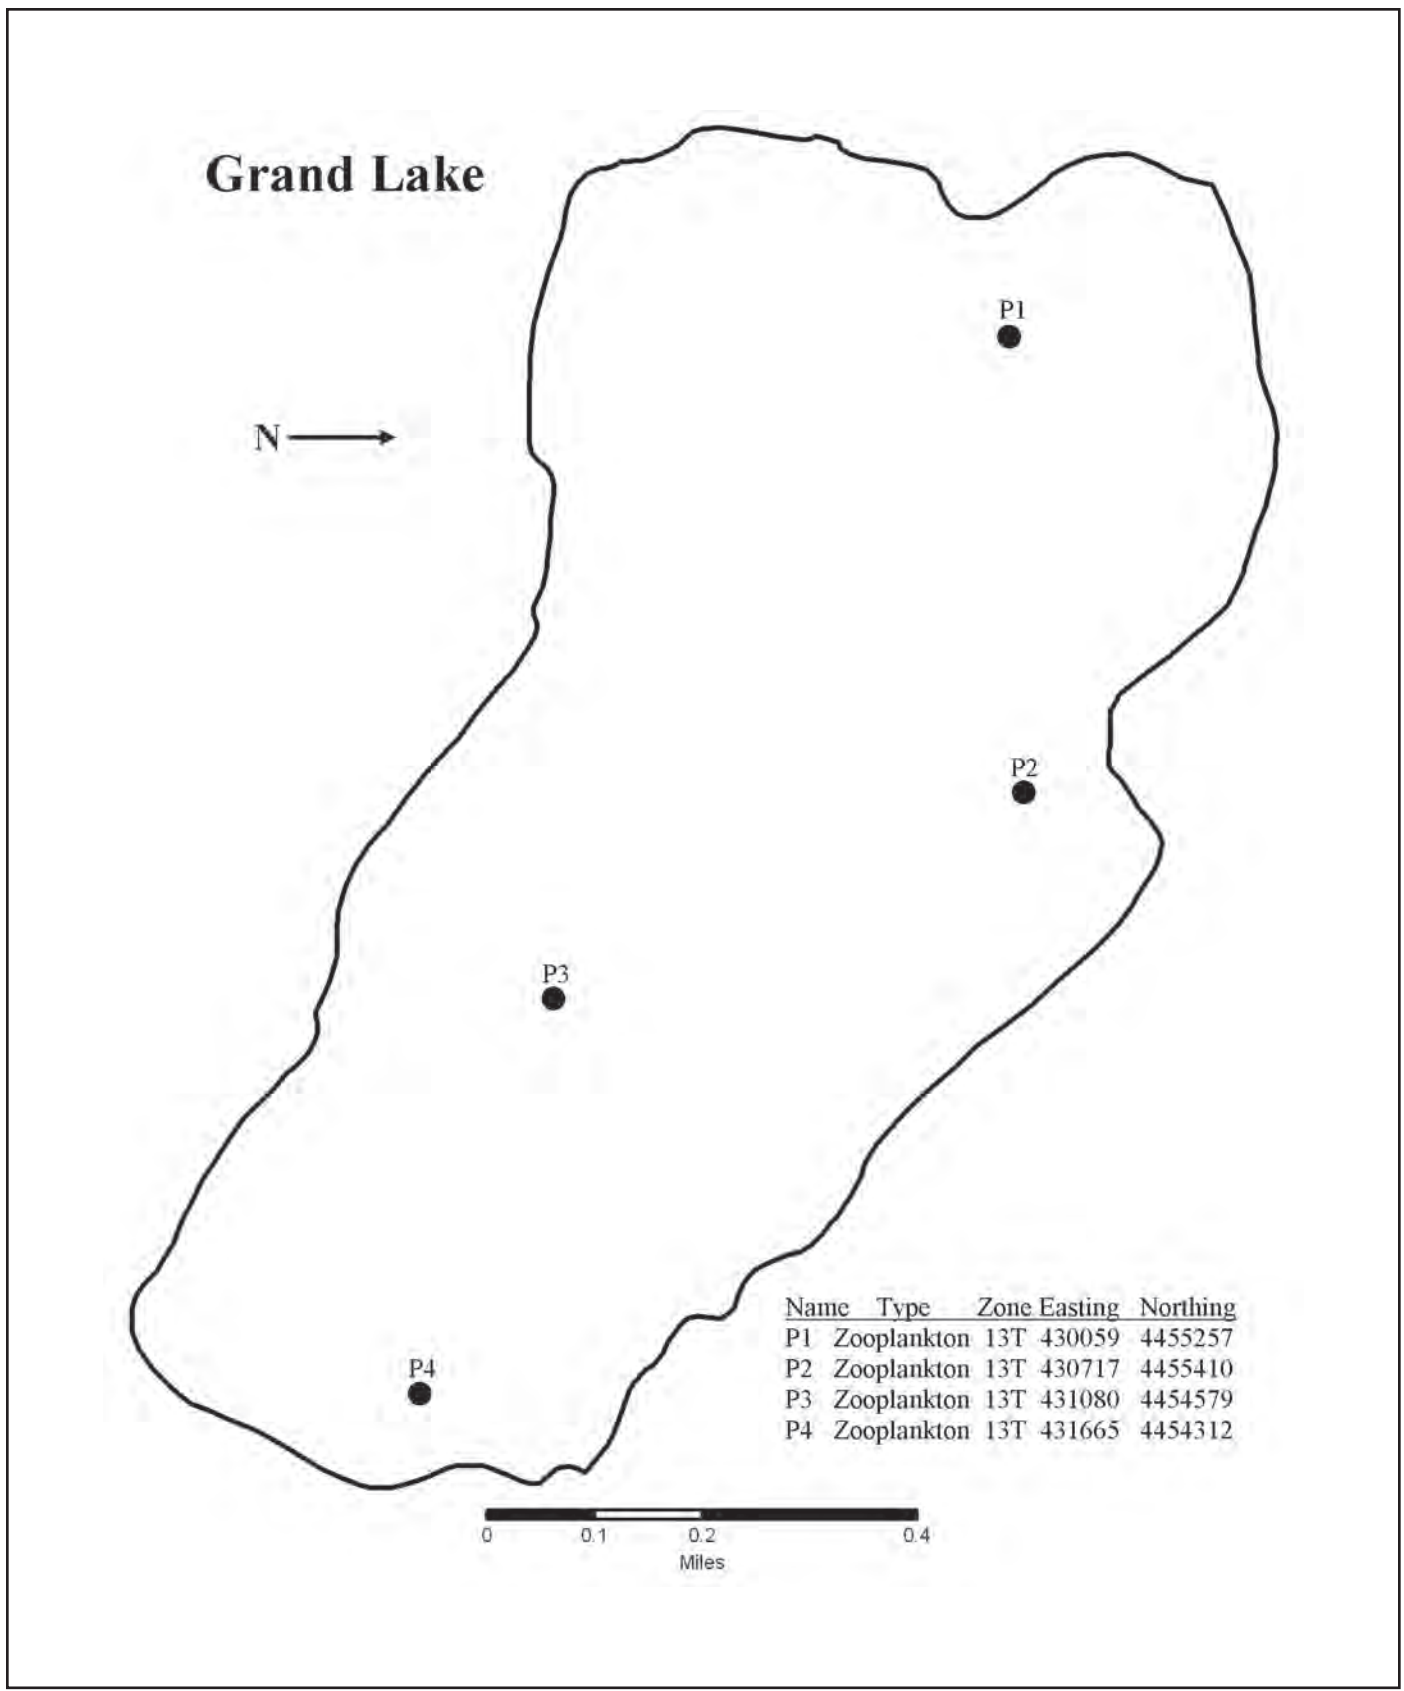 Grand Lake
P1
N
P2
P3
Name Type Zone Easting Northing
P1 Zooplankton 13T 430059 4455257
P2 Zooplankton 13T 430717 4455410
P3 Zooplankton 13T 431080 4454579
P4 Zooplankton 13T 431665 4454312
P4
0 0.1 0.2 0.4
Miles